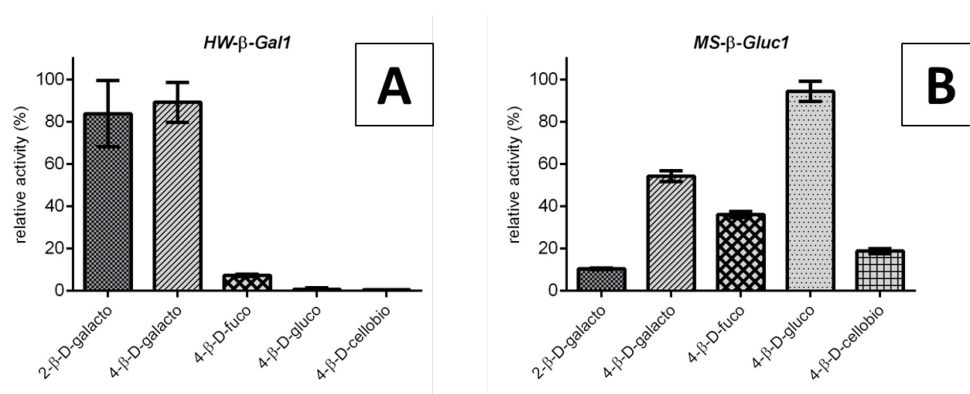 HW-β-Gal1
A
relative activity (%)
100
80
60
40
20
0
2-β-D-galacto
4-β-D-galacto
4-β-D-fuco
4-β-D-gluco
4-β-D-cellobio
MS-β-Gluc1
B
relative activity (%)
100
80
60
40
20
0
2-β-D-galacto
4-β-D-galacto
4-β-D-fuco
4-β-D-gluco
4-β-D-cellobio